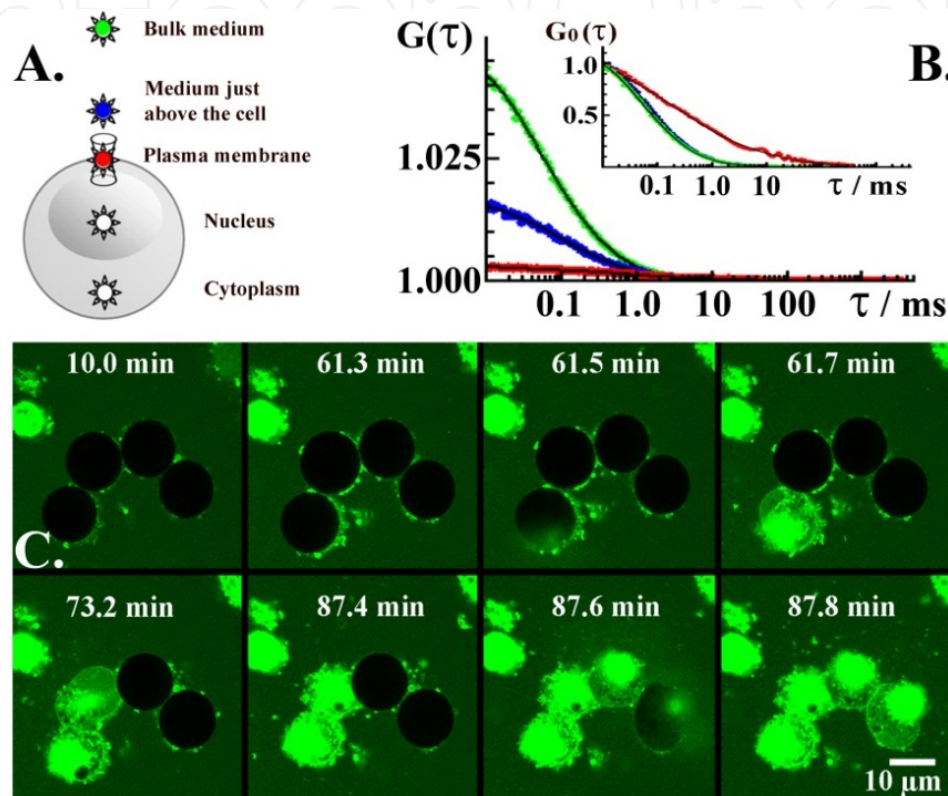 A.
Bulk medium
Medium just
above the cell
Plasma membrane
Nucleus
Cytoplasm
B.
G(τ)
1.025
1.000
0.1 1.0 10 100 τ / ms
G₀(τ)
1.0
0.5
0.1 1.0 10 τ / ms
C.
10.0 min 61.3 min 61.5 min 61.7 min
73.2 min 87.4 min 87.6 min 87.8 min
10 µm